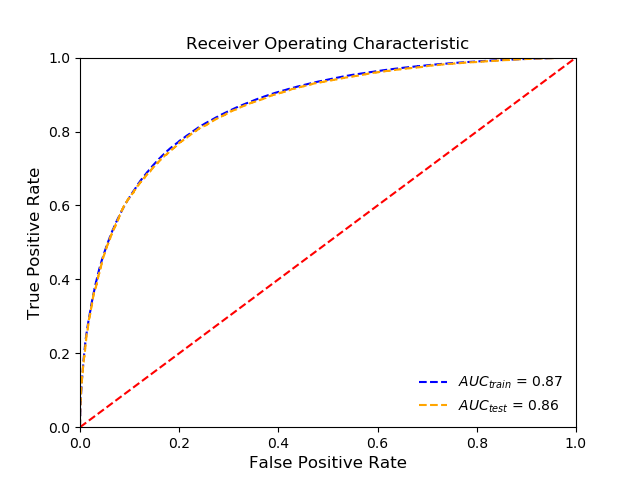 Receiver Operating Characteristic
True Positive Rate
1.0
0.8
0.6
0.4
0.2
0.0
AUCtrain = 0.87
AUCtest = 0.86
0.0 0.2 0.4 0.6 0.8 1.0
False Positive Rate